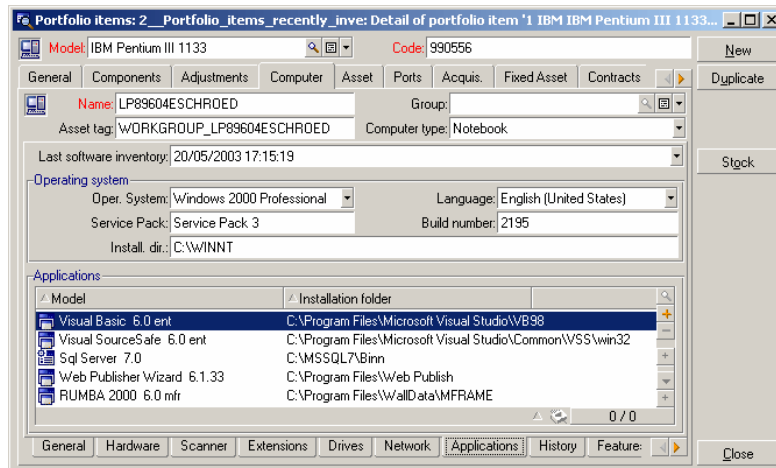 Portfolio items: 2__Portfolio_items_recently_inve: Detail of portfolio item '1 IBM IBM Pentium III 1133...
Model: IBM Pentium III 1133 Code: 990556 New
General Components Adjustments Computer Asset Ports Acquis. Fixed Asset Contracts Duplicate
Name: LP89604ESCHROED Group:
Asset tag: WORKGROUP_LP89604ESCHROED Computer type: Notebook
Last software inventory: 20/05/2003 17:15:19 Stock
Operating system
Oper. System: Windows 2000 Professional Language: English (United States)
Service Pack: Service Pack 3 Build number: 2195
Install. dir.: C:\WINNT
Applications
Model Installation folder
Visual Basic 6.0 ent C:\Program Files\Microsoft Visual Studio\VB98
Visual SourceSafe 6.0 ent C:\Program Files\Microsoft Visual Studio\Common\VSS\win32
Sql Server 7.0 C:\MSSQL7\Binn
Web Publisher Wizard 6.1.33 C:\Program Files\Web Publish
RUMBA 2000 6.0 mfr C:\Program Files\WallData\MFRAME
0 / 0
General Hardware Scanner Extensions Drives Network Applications History Feature: Close